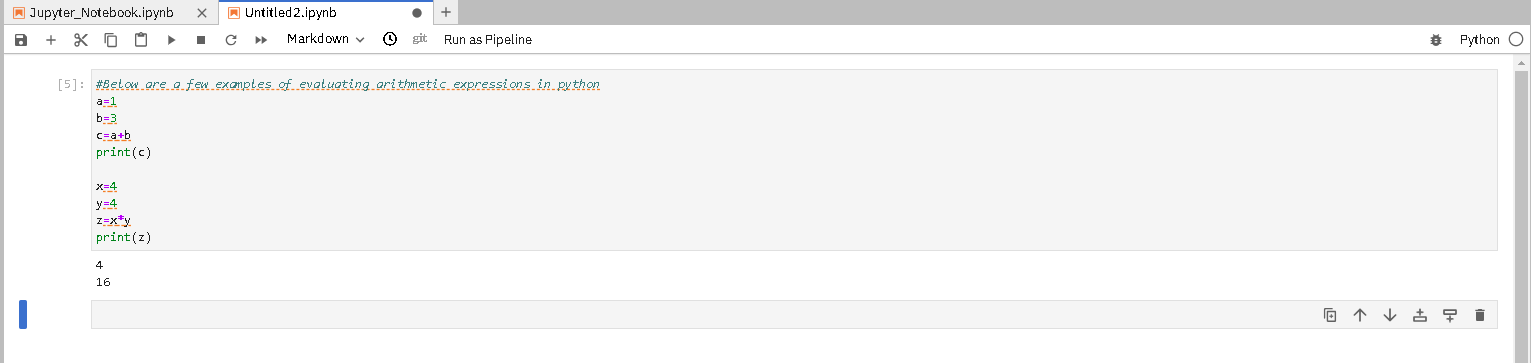 Jupyter_Notebook.ipynb Untitled2.ipynb
Markdown git Run as Pipeline Python
[5]: #Below are a few examples of evaluating arithmetic expressions in python
a=1
b=3
c=a+b
print(c)
x=4
y=4
z=x*y
print(z)
4
16